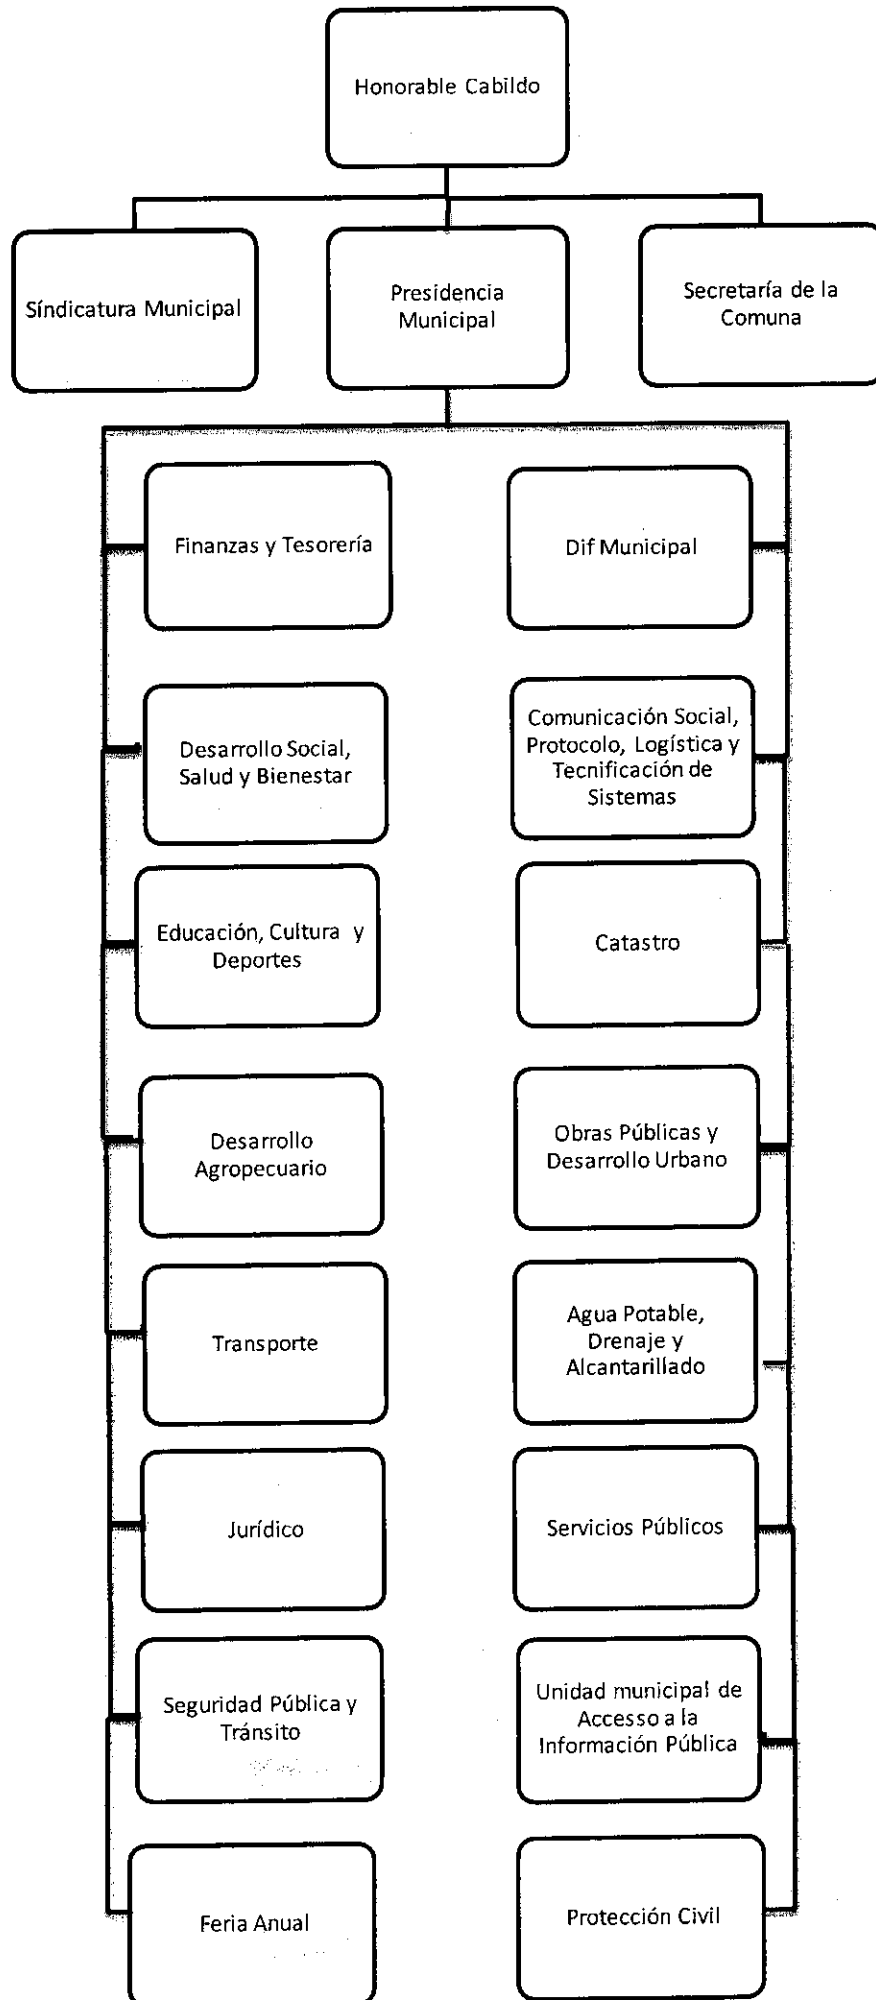 Honorable Cabildo
Síndicatura Municipal
Presidencia
Municipal
Secretaría de la
Comuna
Finanzas y Tesorería
Dif Municipal
Desarrollo Social,
Salud y Bienestar
Comunicación Social,
Protocolo, Logística y
Tecnificación de
Sistemas
Educación, Cultura y
Deportes
Catastro
Desarrollo
Agropecuario
Obras Públicas y
Desarrollo Urbano
Transporte
Agua Potable,
Drenaje y
Alcantarillado
Jurídico
Servicios Públicos
Seguridad Pública y
Tránsito
Unidad municipal de
Accesso a la
Información Pública
Feria Anual
Protección Civil